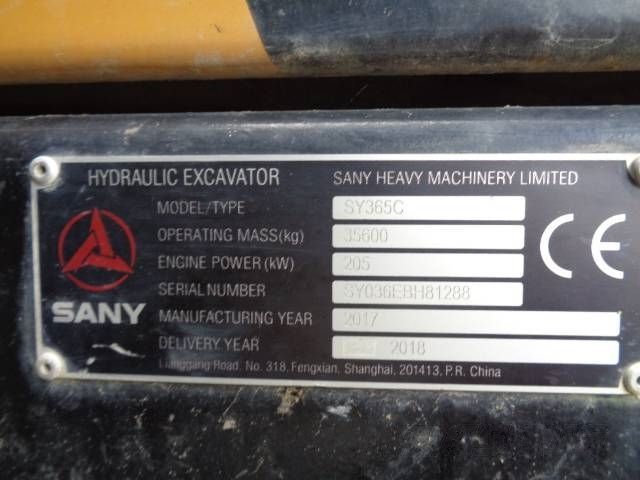 HYDRAULIC EXCAVATOR SANY HEAVY MACHINERY LIMITED
MODEL/TYPE SY365C
OPERATING MASS(kg) 35600
ENGINE POWER (kW) 205
SERIAL NUMBER SY036EBH81288
SANY
MANUFACTURING YEAR 2017
DELIVERY YEAR 2018
CE
Lianggang Road, No. 318, Fengxian, Shanghai, 201413, P.R. China